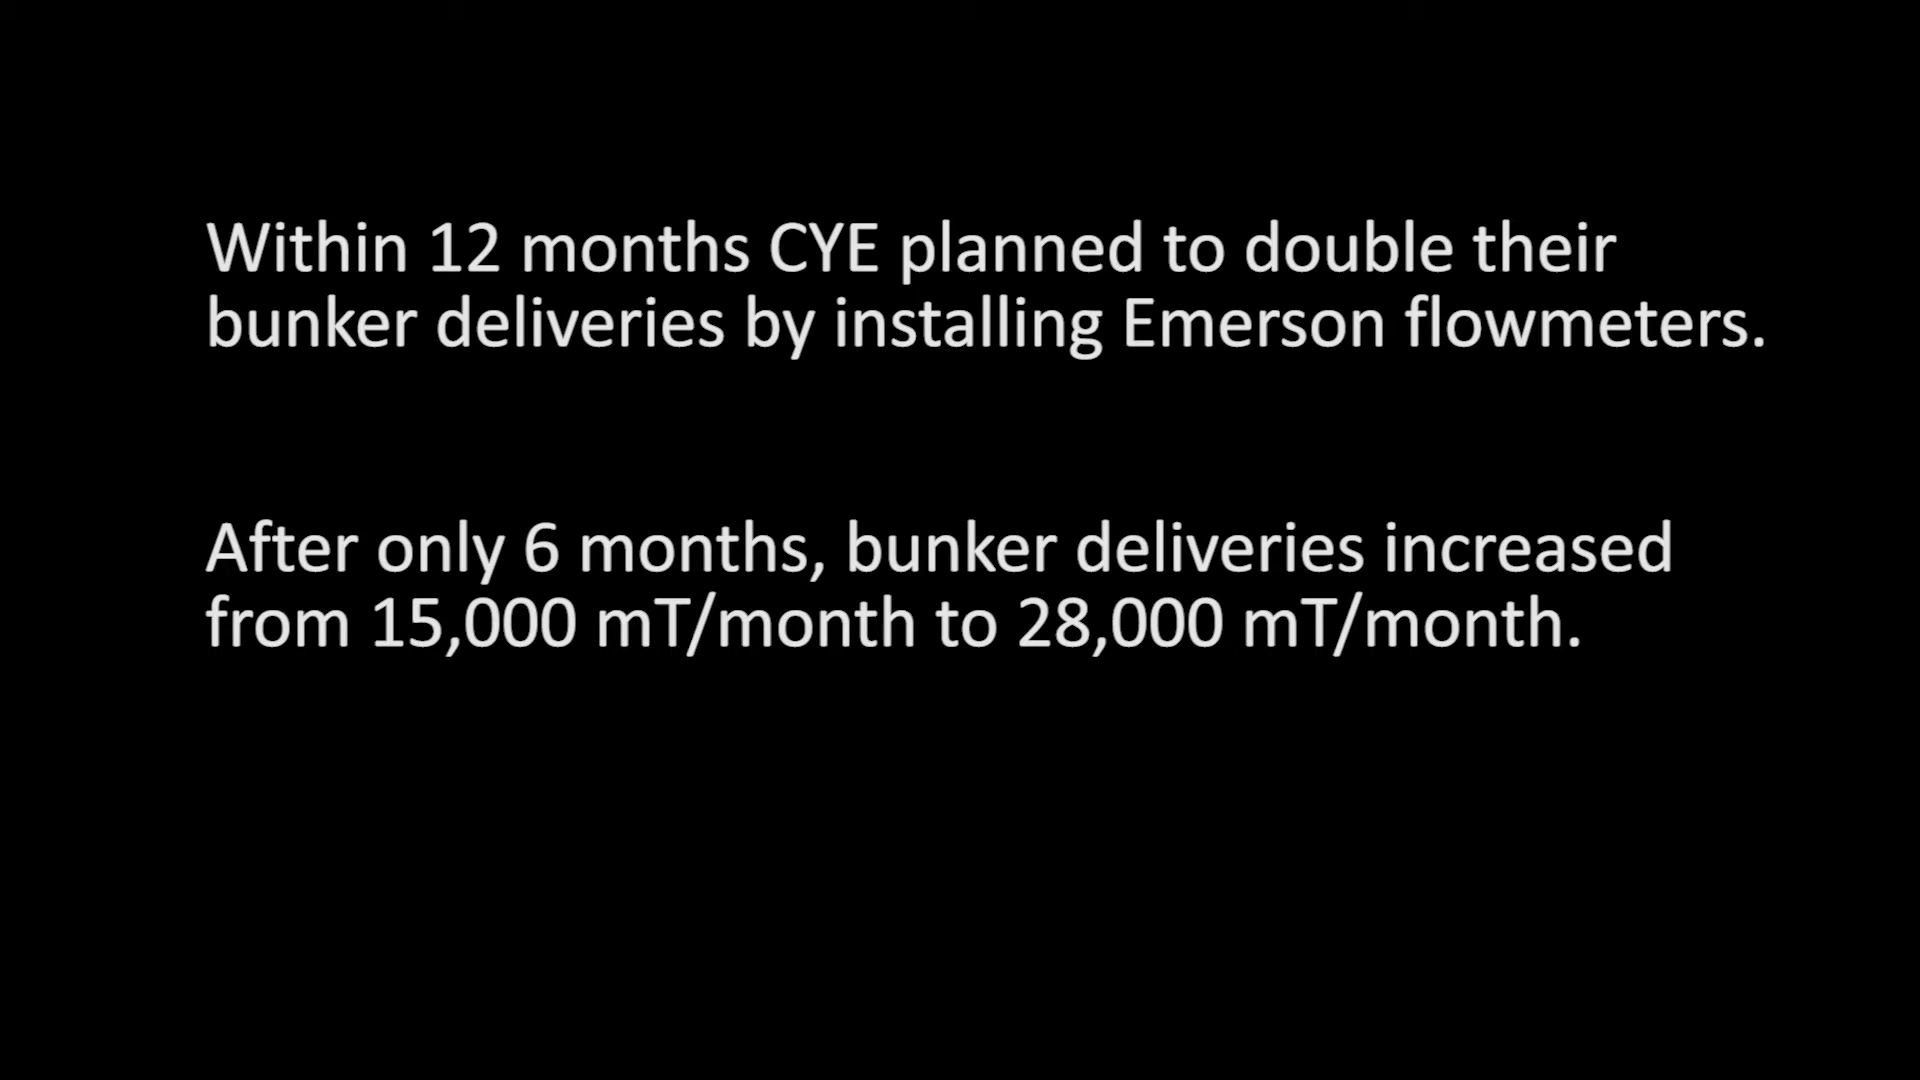 Within 12 months CYE planned to double their
bunker deliveries by installing Emerson flowmeters.
After only 6 months, bunker deliveries increased
from 15,000 mT/month to 28,000 mT/month.